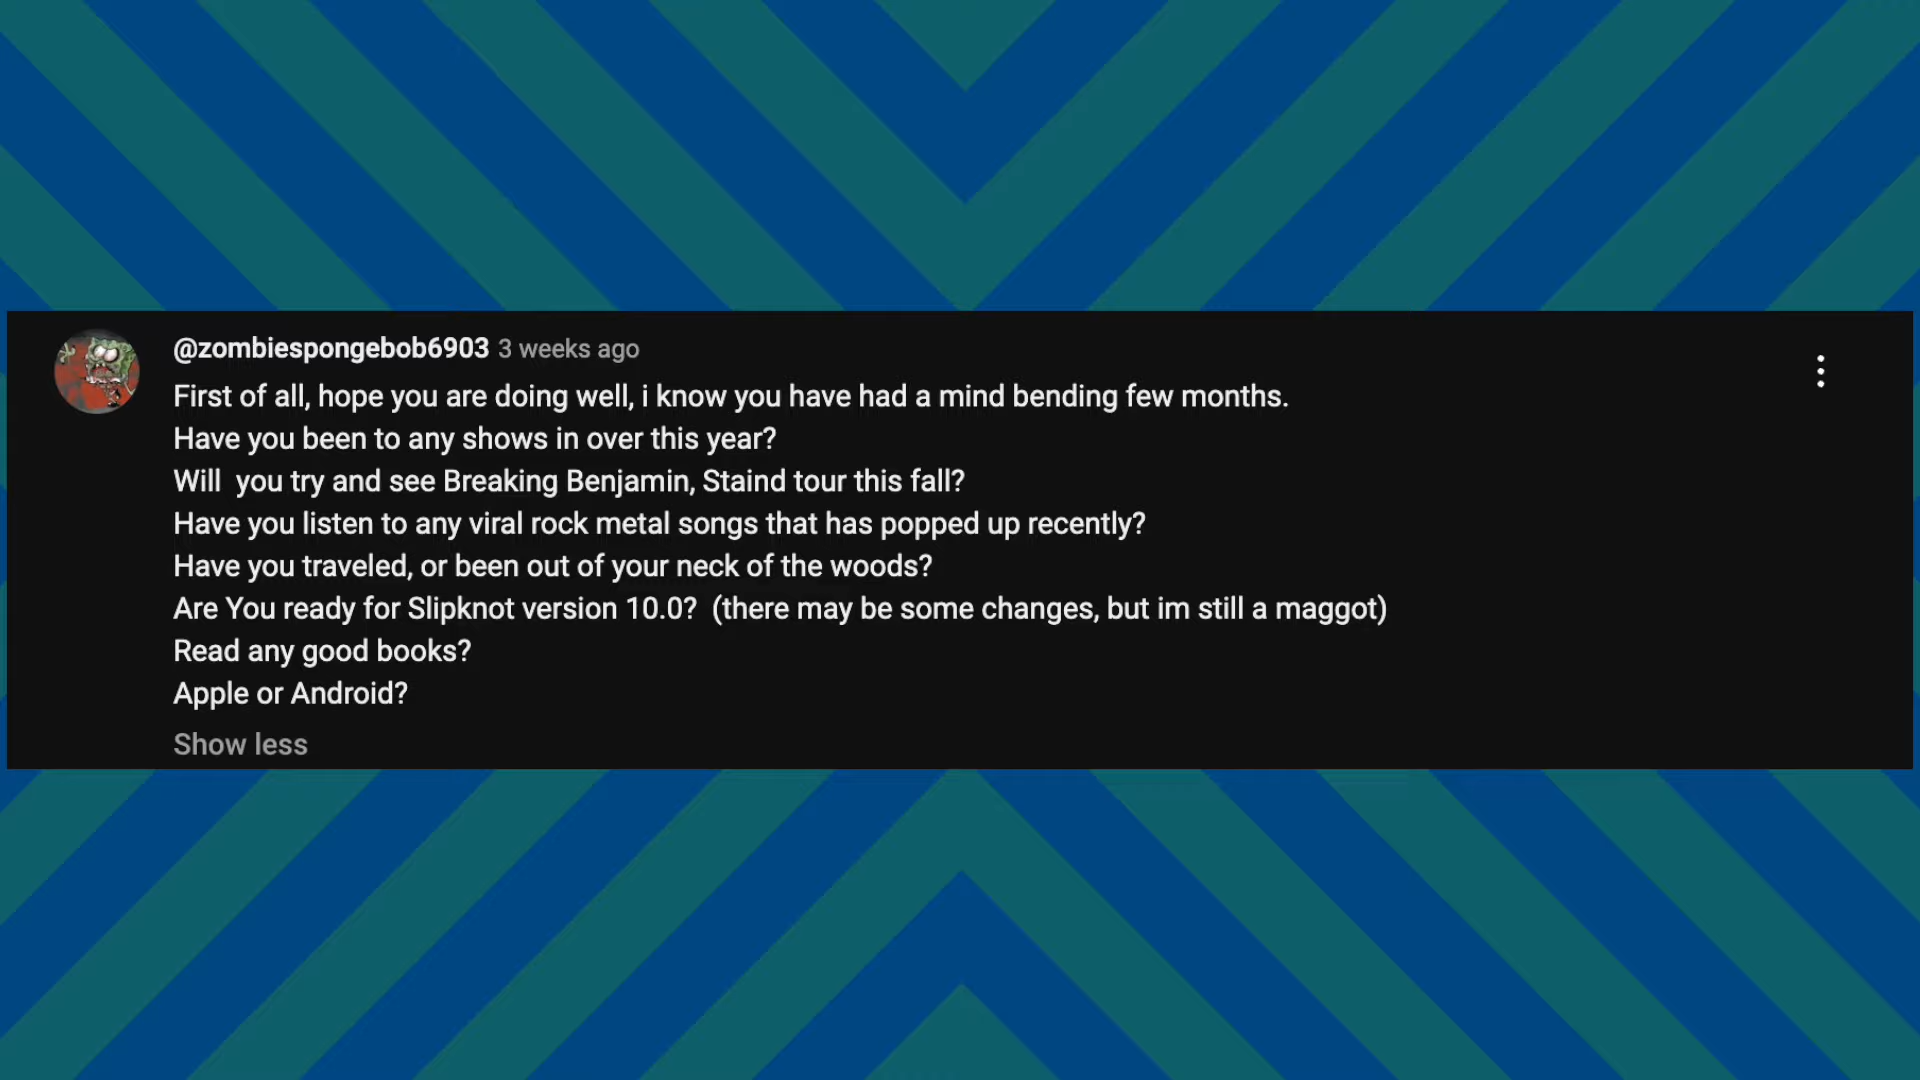 @zombiespongebob6903 3 weeks ago
First of all, hope you are doing well, i know you have had a mind bending few months.
Have you been to any shows in over this year?
Will  you try and see Breaking Benjamin, Staind tour this fall?
Have you listen to any viral rock metal songs that has popped up recently?
Have you traveled, or been out of your neck of the woods?
Are You ready for Slipknot version 10.0?  (there may be some changes, but im still a maggot)
Read any good books?
Apple or Android?
Show less